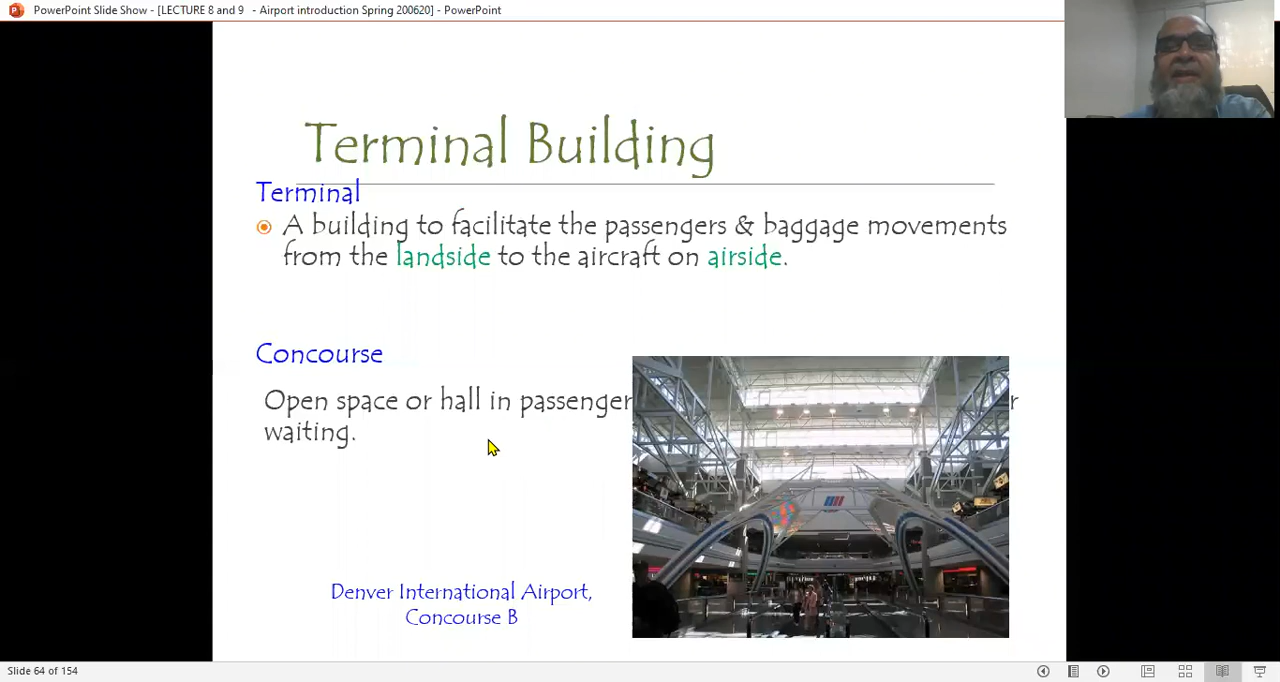 PowerPoint Slide Show - [LECTURE 8 and 9 - Airport introduction Spring 200620] - PowerPoint
Terminal Building
Terminal
A building to facilitate the passengers & baggage movements
from the landside to the aircraft on airside.
Concourse
Open space or hall in passenger
waiting.
Denver International Airport,
Concourse B
Slide 64 of 154